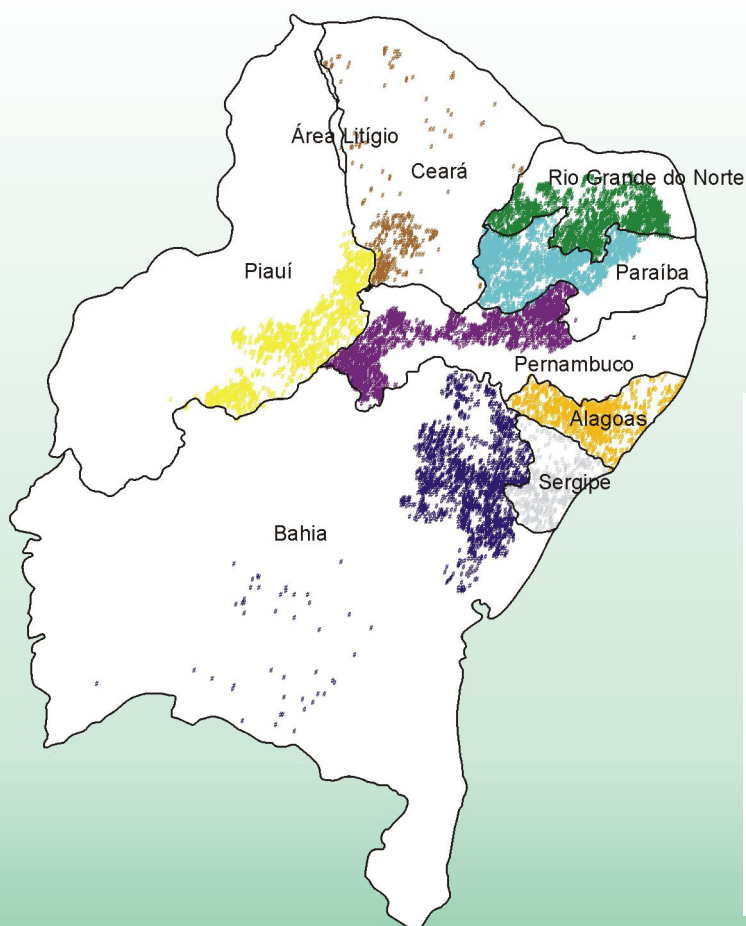 Área Litígio
Ceará
Rio Grande do Norte
Piauí
Paraíba
Pernambuco
Alagoas
Sergipe
Bahia